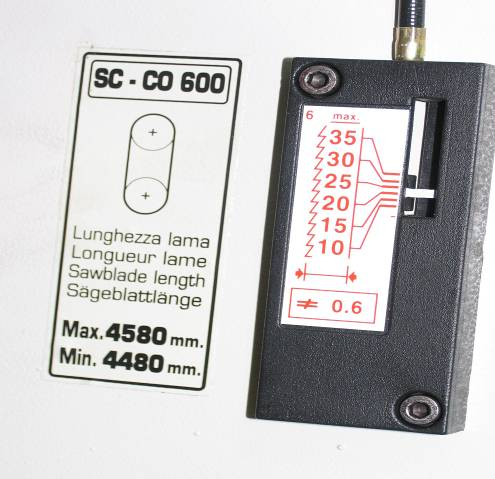 SC - CO 600
Lunghezza lama
Longueur lame
Sawblade length
Sägeblattlänge
Max. 4580 mm.
Min. 4480 mm.
6 max.
35
30
25
20
15
10
≠ 0.6